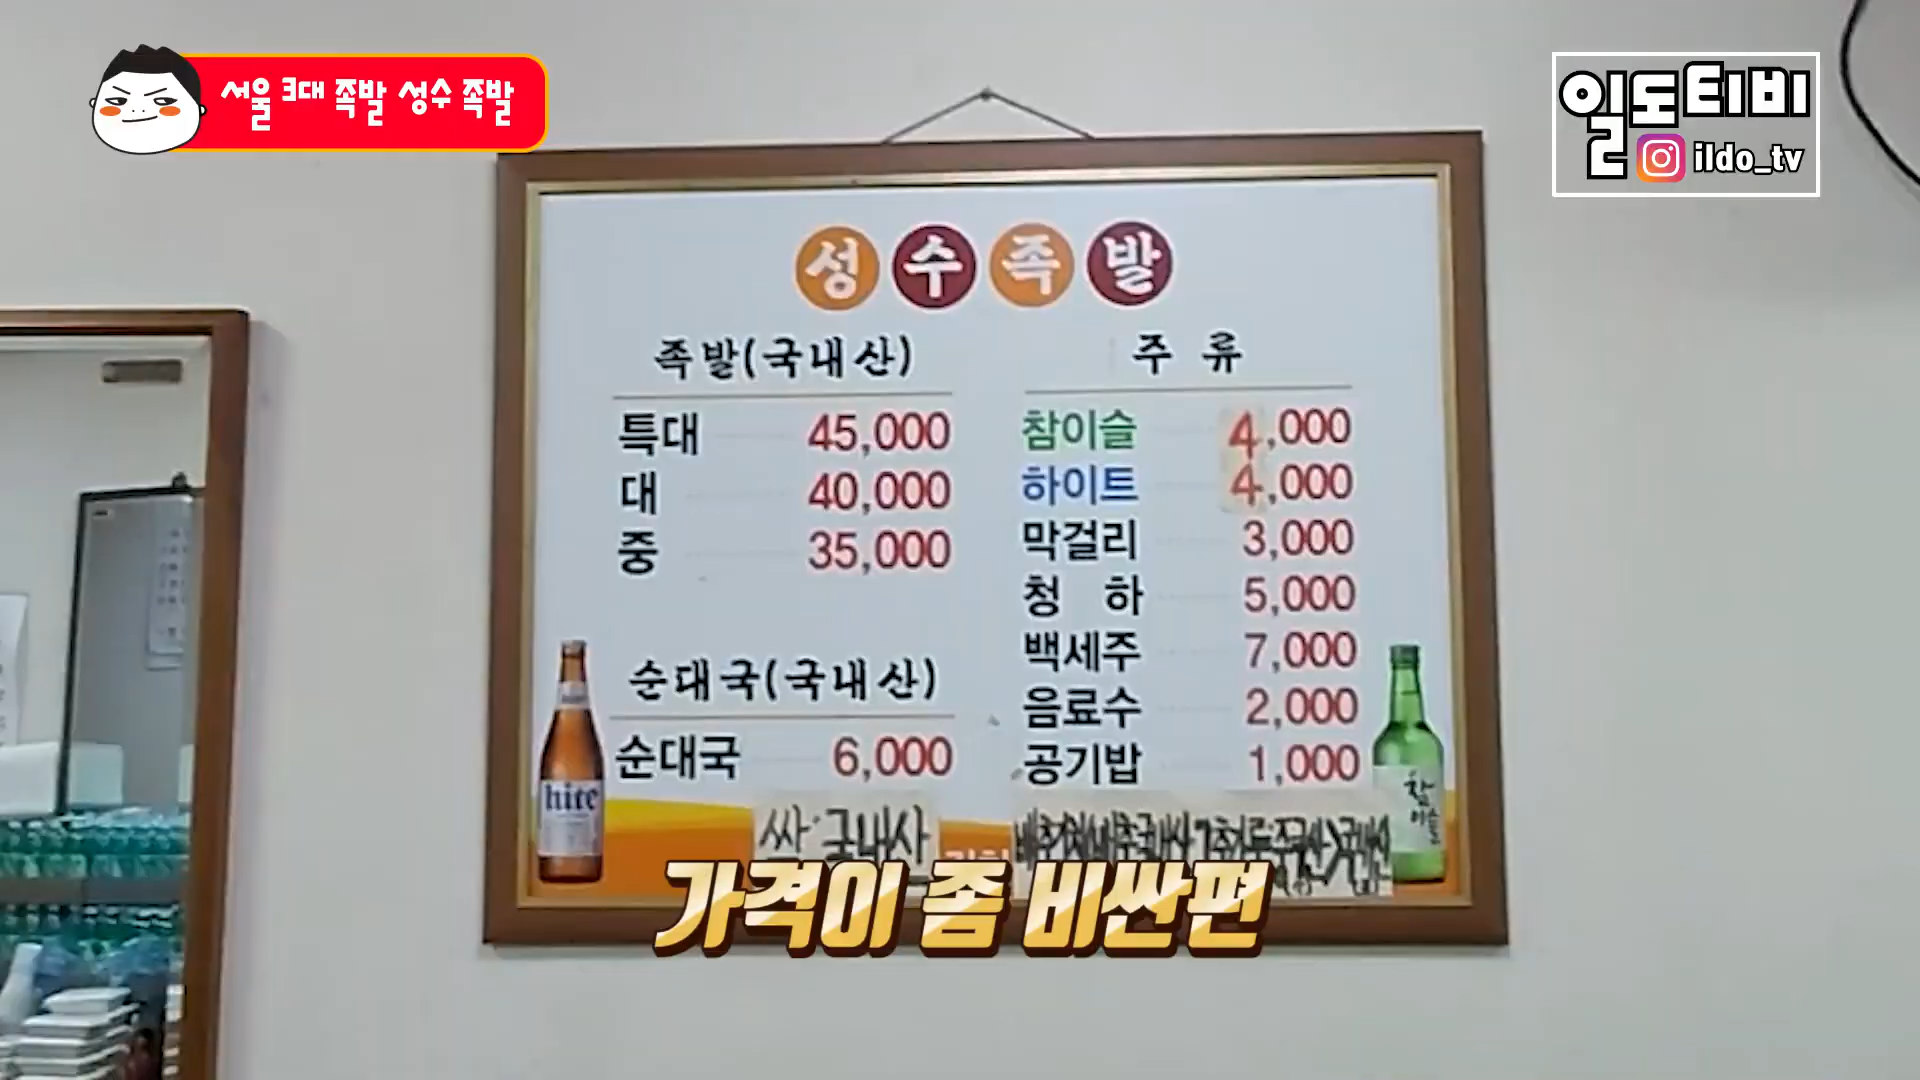 서울 3대 족발 성수 족발
일도티비
ildo_tv
성수족발
족발(국내산)
특대 45,000
대 40,000
중 35,000
순대국(국내산)
순대국 6,000
주 류
참이슬 4,000
하이트 4,000
막걸리 3,000
청 하 5,000
백세주 7,000
음료수 2,000
공기밥 1,000
hite
참이슬
쌀 국내산
가격이 좀 비싼편